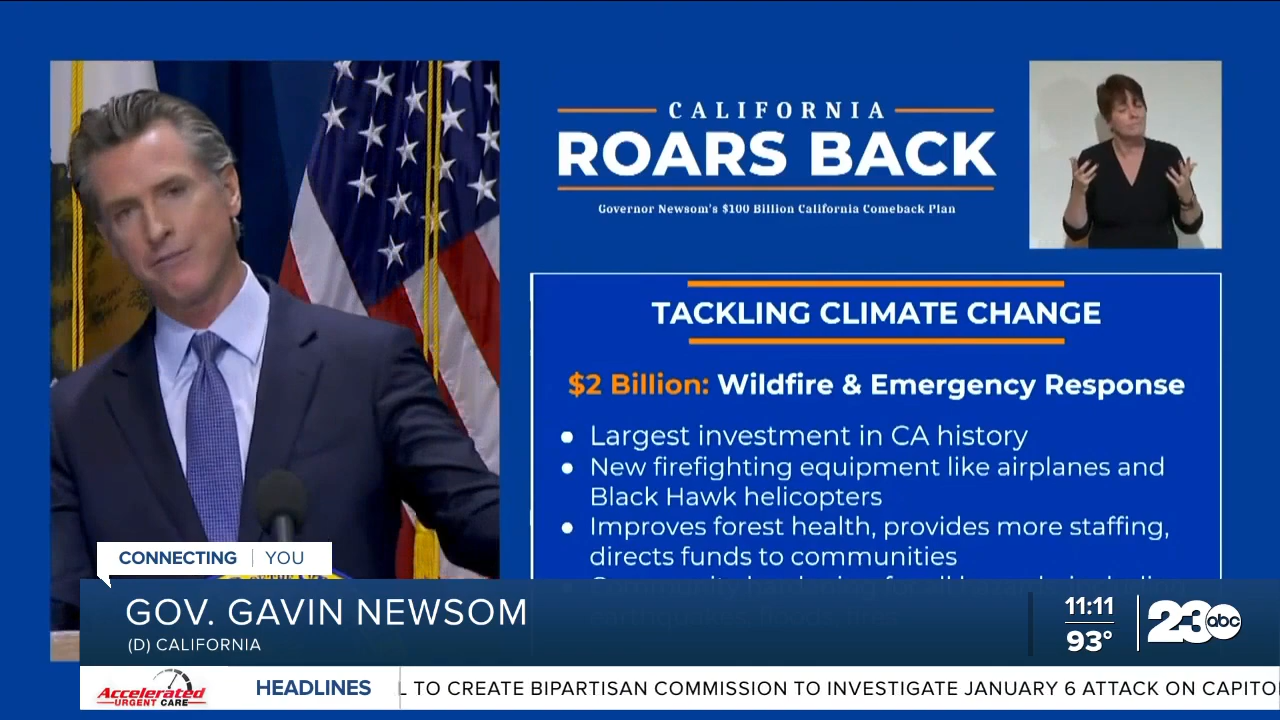 CALIFORNIA
ROARS BACK
Governor Newsom's $100 Billion California Comeback Plan
TACKLING CLIMATE CHANGE
$2 Billion: Wildfire & Emergency Response
● Largest investment in CA history
● New firefighting equipment like airplanes and
Black Hawk helicopters
● Improves forest health, provides more staffing,
directs funds to communities
CONNECTING | YOU
GOV. GAVIN NEWSOM
(D) CALIFORNIA
11:11
93°
23 abc
Accelerated
URGENT CARE
HEADLINES
L TO CREATE BIPARTISAN COMMISSION TO INVESTIGATE JANUARY 6 ATTACK ON CAPITO